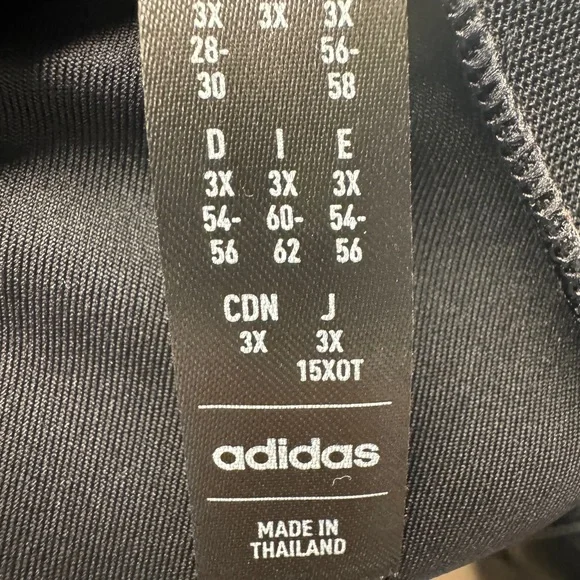 3X 3X 3X
28- 56-
30 58
D I E
3X 3X 3X
54- 60- 54-
56 62 56
CDN J
3X 3X
15XOT
adidas
MADE IN
THAILAND